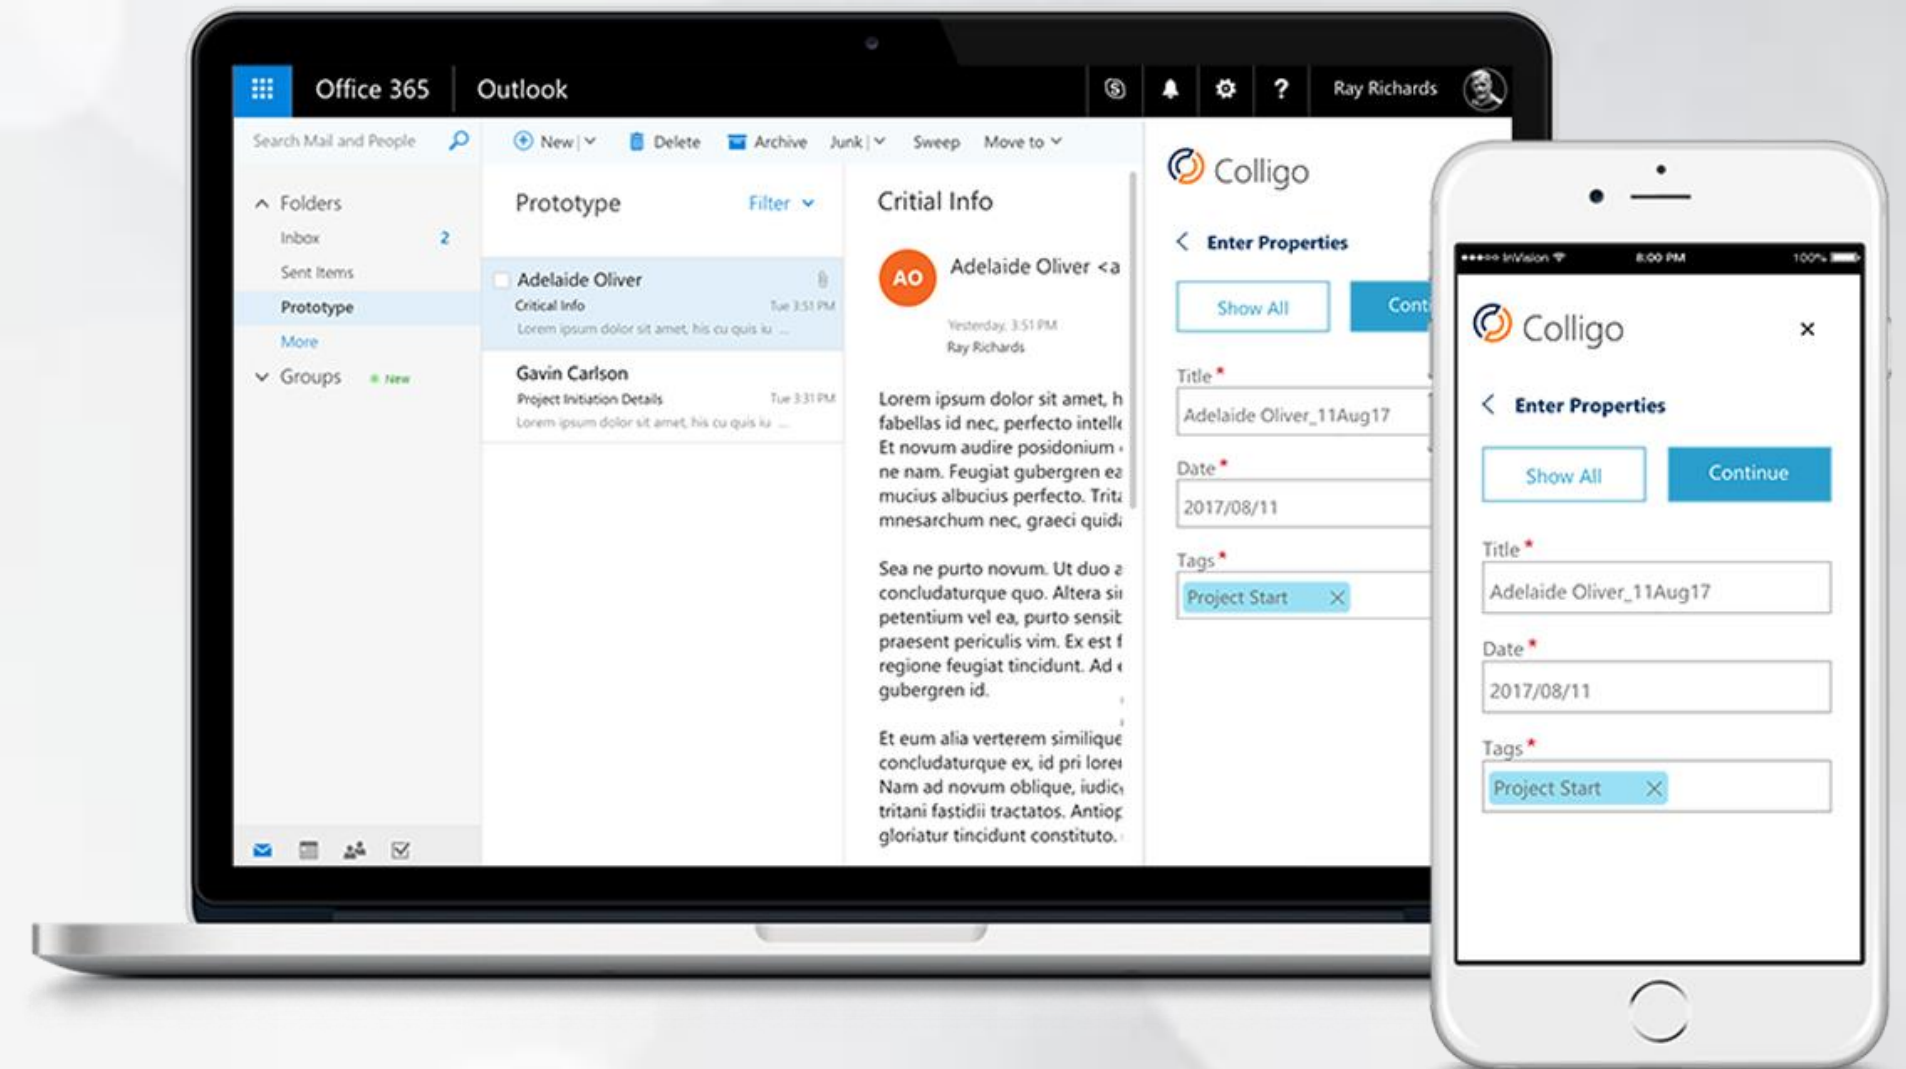 Office 365
Outlook
?
Ray Richards
Search Mail and People
New
Delete
Archive
Junk
Sweep
Move to
Folders
Inbox 2
Sent Items
Prototype
More
Groups New
Prototype Filter
Adelaide Oliver
Critical Info Tue 3:51 PM
Lorem ipsum dolor sit amet, his cu quis iu ...
Gavin Carlson
Project Initiation Details Tue 3:31 PM
Lorem ipsum dolor sit amet, his cu quis iu ...
Critial Info
AO
Adelaide Oliver <a
Yesterday, 3:51 PM
Ray Richards
Lorem ipsum dolor sit amet, h
fabellas id nec, perfecto intelle
Et novum audire posidonium
ne nam. Feugiat gubergren ea
mucius albucius perfecto. Trita
mnesarchum nec, graeci quida
Sea ne purto novum. Ut duo a
concludaturque quo. Altera sin
petentium vel ea, purto sensib
praesent periculis vim. Ex est f
regione feugiat tincidunt. Ad e
gubergren id.
Et eum alia verterem similique
concludaturque ex, id pri lorem
Nam ad novum oblique, iudic
tritani fastidii tractatos. Antiop
gloriatur tincidunt constituto.
Colligo
< Enter Properties
Show All
Conti
Title *
Adelaide Oliver_11Aug17
Date *
2017/08/11
Tags *
Project Start
InVision 8:00 PM 100%
Colligo
< Enter Properties
Show All
Continue
Title *
Adelaide Oliver_11Aug17
Date *
2017/08/11
Tags *
Project Start